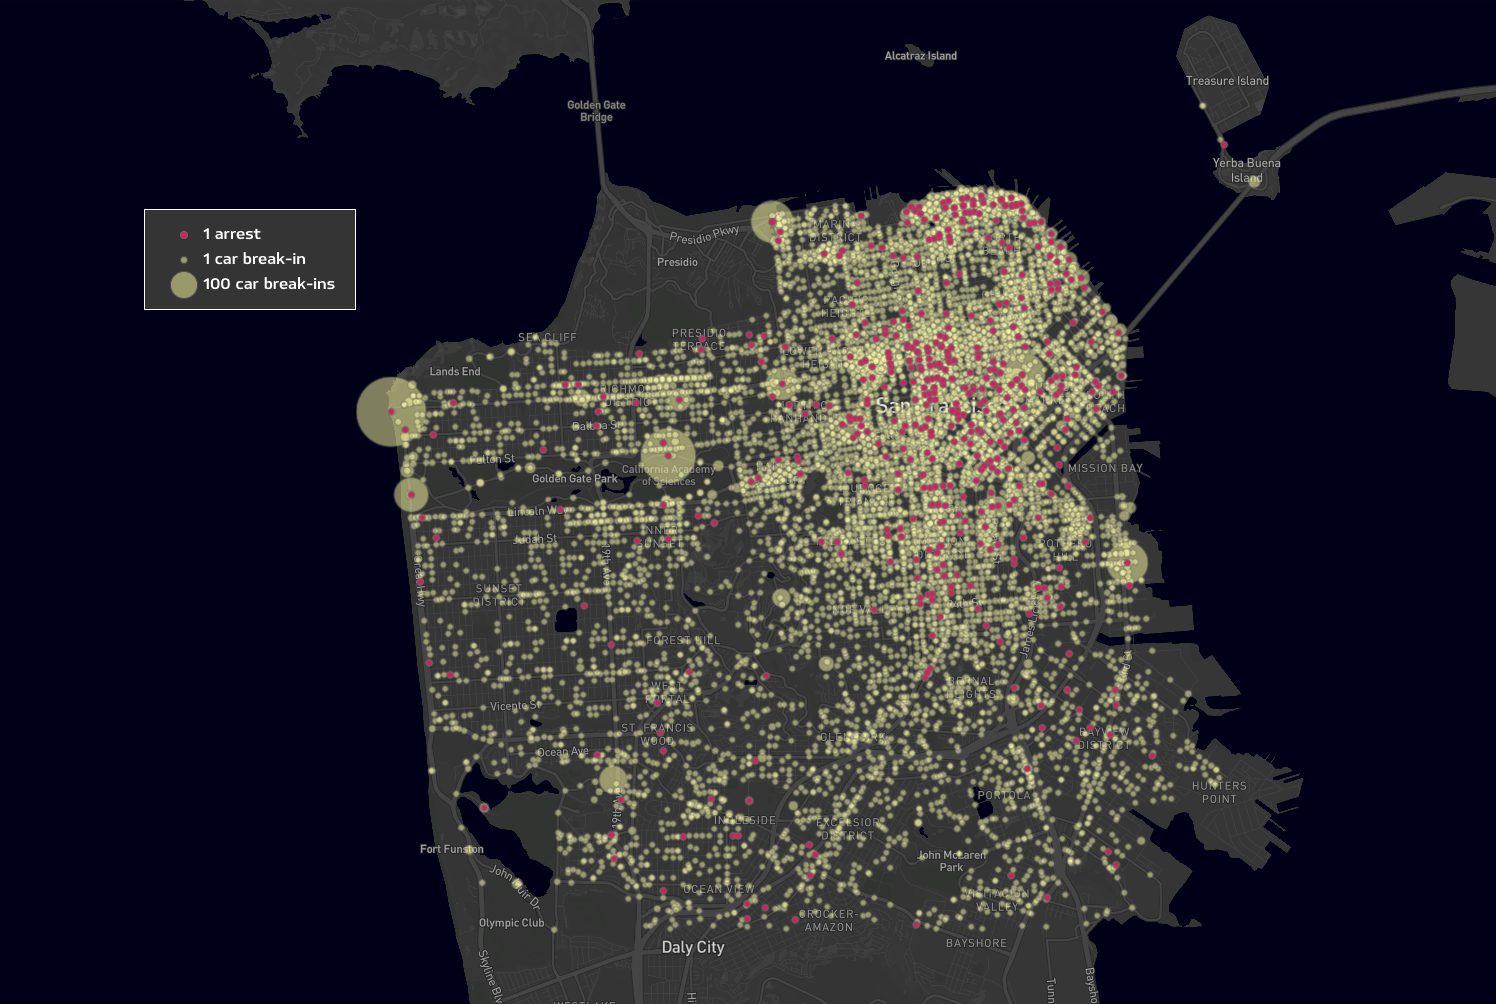 Alcatraz Island
Treasure Island
Golden Gate
Bridge
Yerba Buena
Island
1 arrest
1 car break-in
100 car break-ins
Presidio Pkwy
MARINA
DISTRICT
Presidio
SEA CLIFF
PRESIDIO
TERRACE
Lands End
RICHMOND
DISTRICT
San Francisco
Balboa St
Fulton St
California Academy
of Sciences
Golden Gate Park
MISSION BAY
Lincoln Way
INNER
SUNSET
Judah St
19th Ave
POTRERO
HILL
SUNSET
DISTRICT
FOREST HILL
WEST
PORTAL
BERNAL
HEIGHTS
Vicente St
ST. FRANCIS
WOOD
GLEN PARK
BAYVIEW
DISTRICT
Ocean Ave
HUNTERS
POINT
PORTOLA
19th Ave
INGLESIDE
EXCELSIOR
DISTRICT
Fort Funston
John McLaren
Park
John Muir Dr
OCEAN VIEW
VISITACION
VALLEY
CROCKER-
AMAZON
Olympic Club
Daly City
BAYSHORE